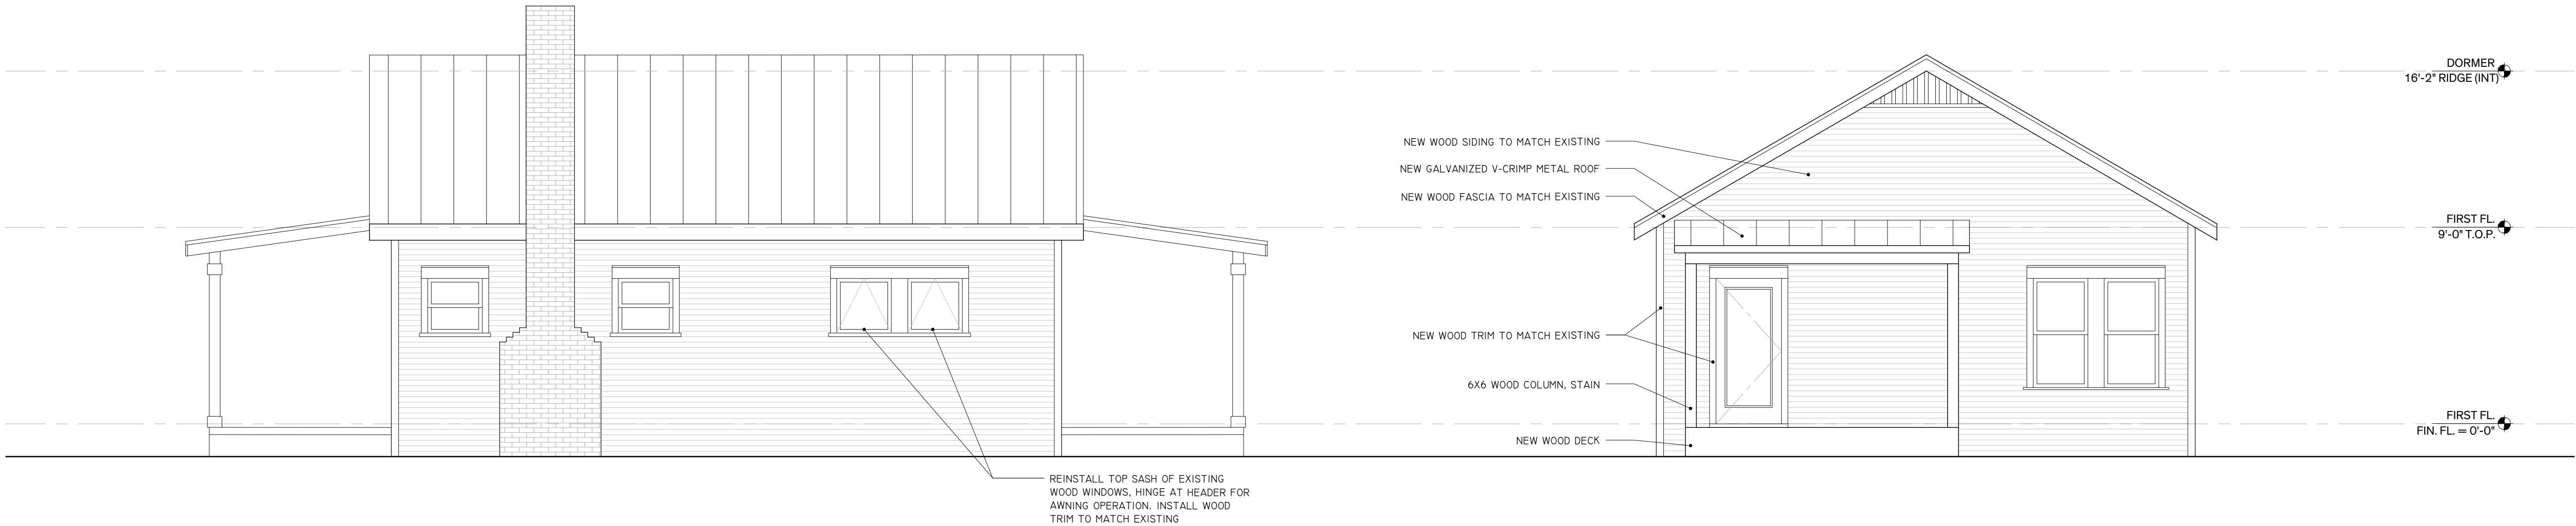 DORMER
16'-2" RIDGE (INT)
NEW WOOD SIDING TO MATCH EXISTING
NEW GALVANIZED V-CRIMP METAL ROOF
NEW WOOD FASCIA TO MATCH EXISTING
FIRST FL.
9'-0" T.O.P.
NEW WOOD TRIM TO MATCH EXISTING
6X6 WOOD COLUMN, STAIN
FIRST FL.
FIN. FL. = 0'-0"
NEW WOOD DECK
REINSTALL TOP SASH OF EXISTING
WOOD WINDOWS, HINGE AT HEADER FOR
AWNING OPERATION. INSTALL WOOD
TRIM TO MATCH EXISTING